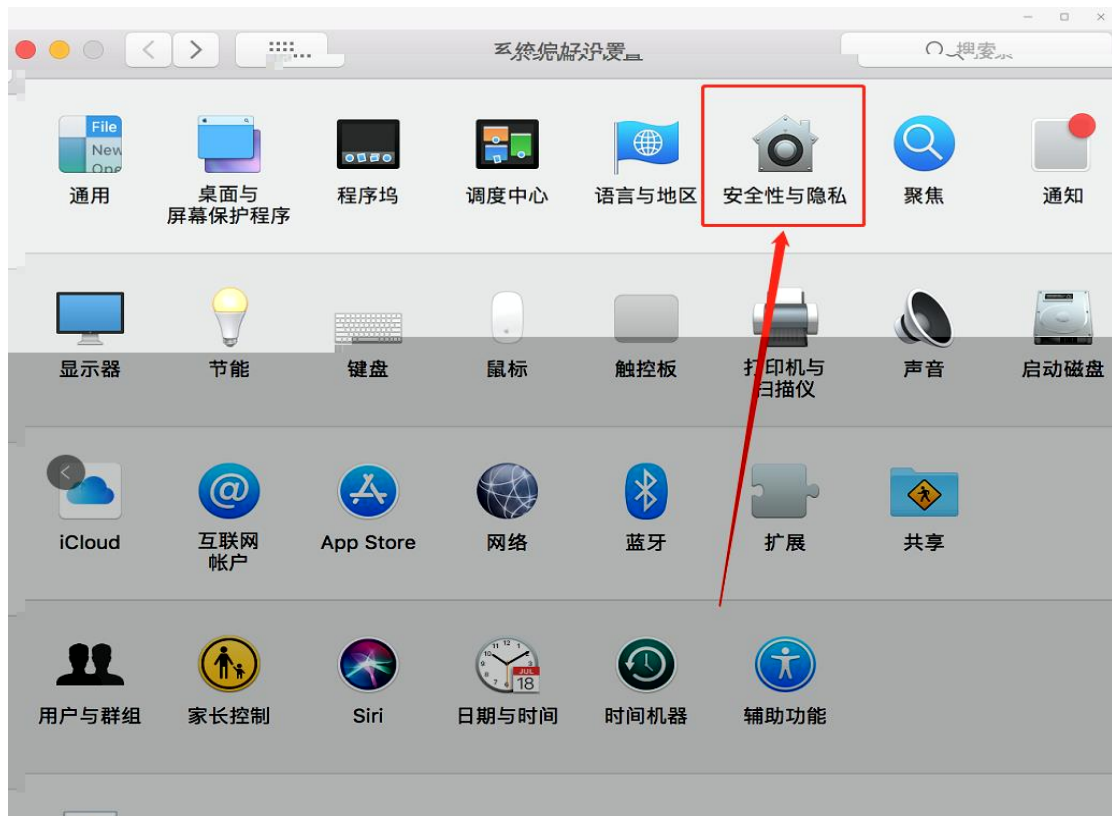 系统偏好设置
搜索
File
New
Ope
通用
桌面与
屏幕保护程序
程序坞
调度中心
语言与地区
安全性与隐私
聚焦
通知
显示器
节能
键盘
鼠标
触控板
打印机与
扫描仪
声音
启动磁盘
iCloud
互联网
帐户
App Store
网络
蓝牙
扩展
共享
用户与群组
家长控制
Siri
JUL
18
日期与时间
时间机器
辅助功能